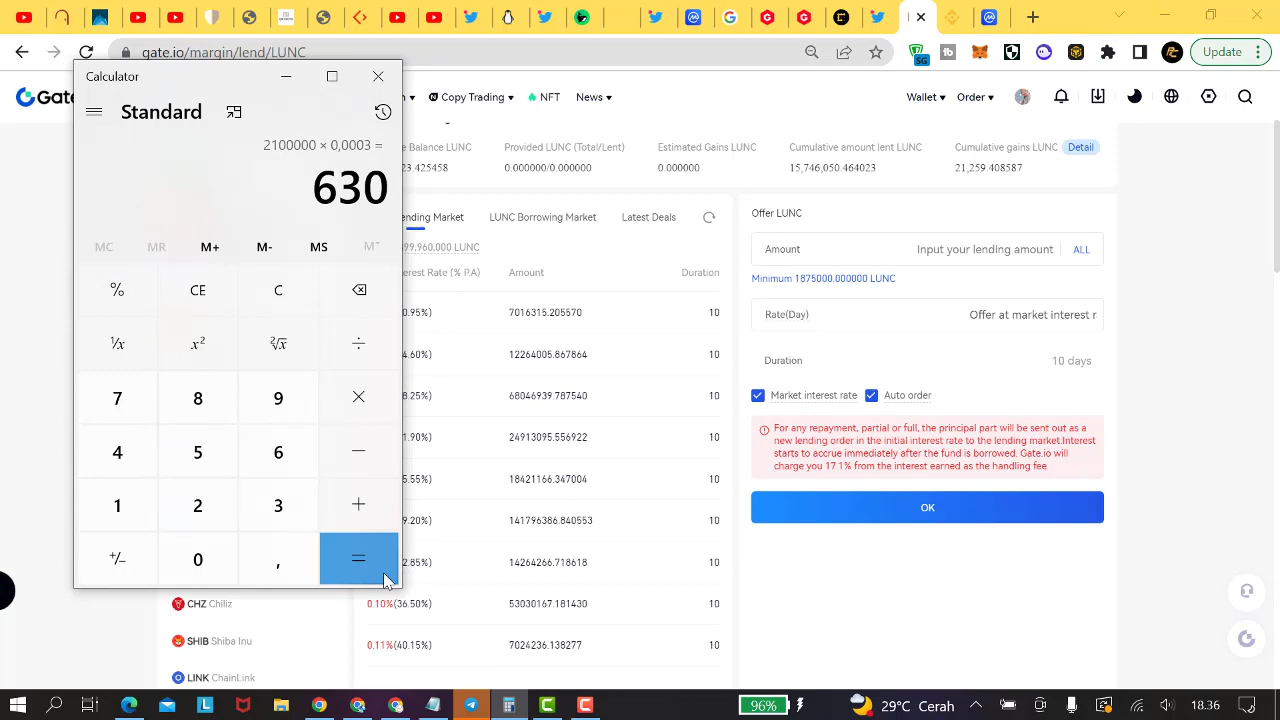 gate.io/margin/lend/LUNC
Update
SG
Calculator
Gate
Copy Trading
NFT
News
Wallet
Order
Standard
2100000 × 0,0003 =
630
Balance LUNC
Provided LUNC (Total/Lent)
Estimated Gains LUNC
Cumulative amount lent LUNC
Cumulative gains LUNC
Detail
23.425458
0.000000/0.000000
0.000000
15,746,050.464023
21,259.408587
MC
MR
M+
M-
MS
ending Market
LUNC Borrowing Market
Latest Deals
Offer LUNC
99,960,000 LUNC
Amount
Input your lending amount
ALL
Minimum 1875000.000000 LUNC
terest Rate (% P.A)
Amount
Duration
0.95%)
7016315.205570
10
Rate(Day)
Offer at market interest r
4.60%)
12264005.867864
10
Duration
10 days
8.25%)
68046939.787540
10
Market interest rate
Auto order
1.90%)
24913095.556922
10
For any repayment, partial or full, the principal part will be sent out as a
new lending order in the initial interest rate to the lending market.Interest
starts to accrue immediately after the fund is borrowed. Gate.io will
charge you 17.1% from the interest earned as the handling fee.
5.55%)
18421166.347004
10
OK
9.20%)
141796386.840553
10
2.85%)
14264266.718618
10
% CE C
¹/x x² ²√x ÷
7 8 9 ×
4 5 6 −
1 2 3 +
+/− 0 , =
CHZ Chiliz
0.10%(36.50%)
53030167.181430
10
SHIB Shiba Inu
0.11%(40.15%)
7024236.138277
10
LINK ChainLink
96%
29°C Cerah
18.36